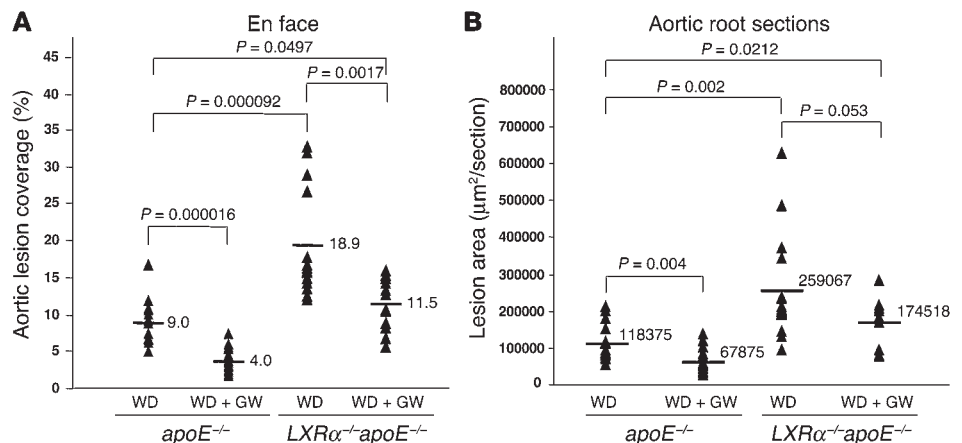 A
En face
Aortic lesion coverage (%)
45
40
35
30
25
20
15
10
5
0
P = 0.0497
P = 0.0017
P = 0.000092
P = 0.000016
9.0
4.0
18.9
11.5
WD
WD + GW
WD
WD + GW
apoE–/–
LXRα–/–apoE–/–
B
Aortic root sections
Lesion area (μm²/section)
800000
700000
600000
500000
400000
300000
200000
100000
0
P = 0.0212
P = 0.002
P = 0.053
P = 0.004
118375
67875
259067
174518
WD
WD + GW
WD
WD + GW
apoE–/–
LXRα–/–apoE–/–